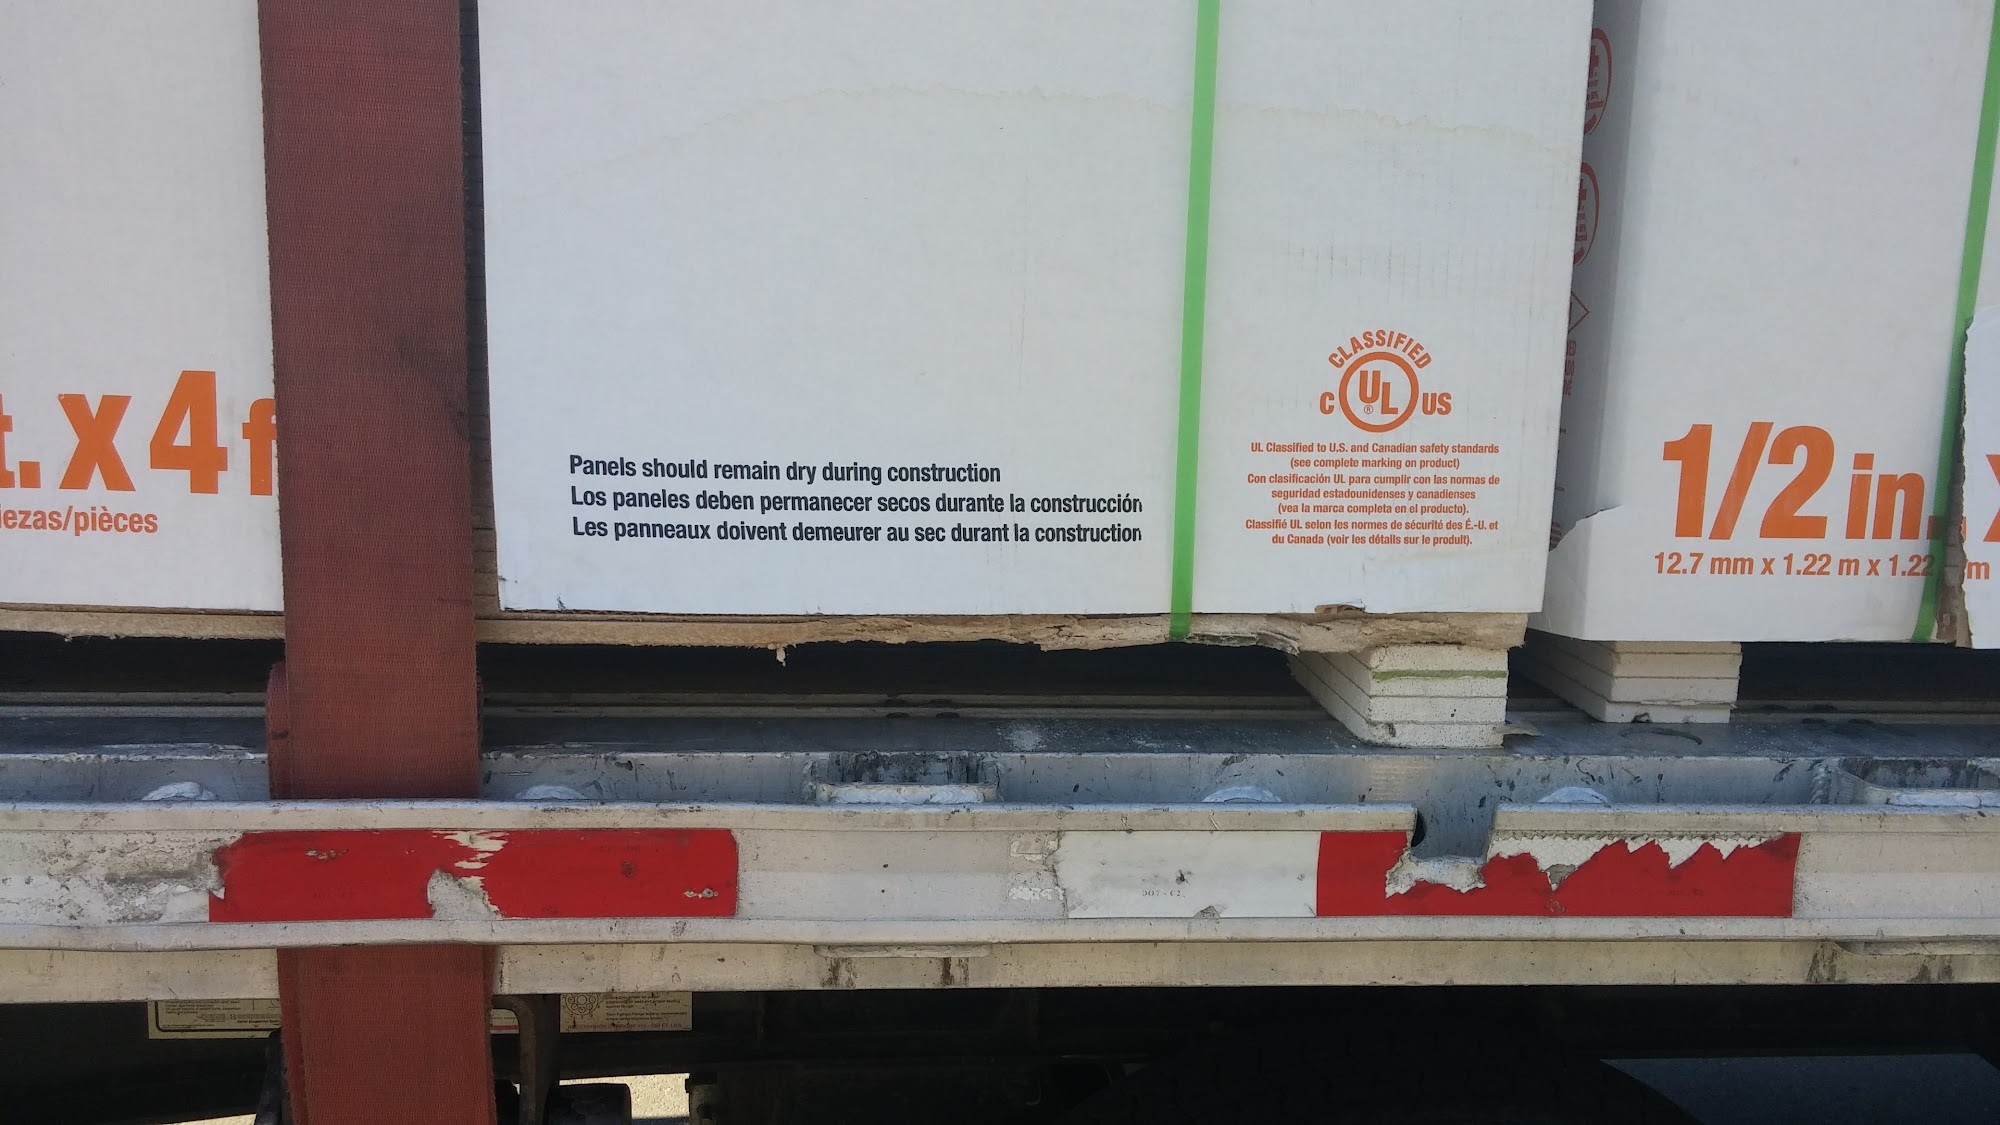 t. x 4 f
iezas/pièces
Panels should remain dry during construction
Los paneles deben permanecer secos durante la construcción
Les panneaux doivent demeurer au sec durant la construction
CLASSIFIED
C UL® US
UL Classified to U.S. and Canadian safety standards
(see complete marking on product)
Con clasificación UL para cumplir con las normas de
seguridad estadounidenses y canadienses
(vea la marca completa en el producto).
Classifié UL selon les normes de sécurité des É.-U. et
du Canada (voir les détails sur le produit).
1/2 in. x
12.7 mm x 1.22 m x 1.22 m
DOT-C2